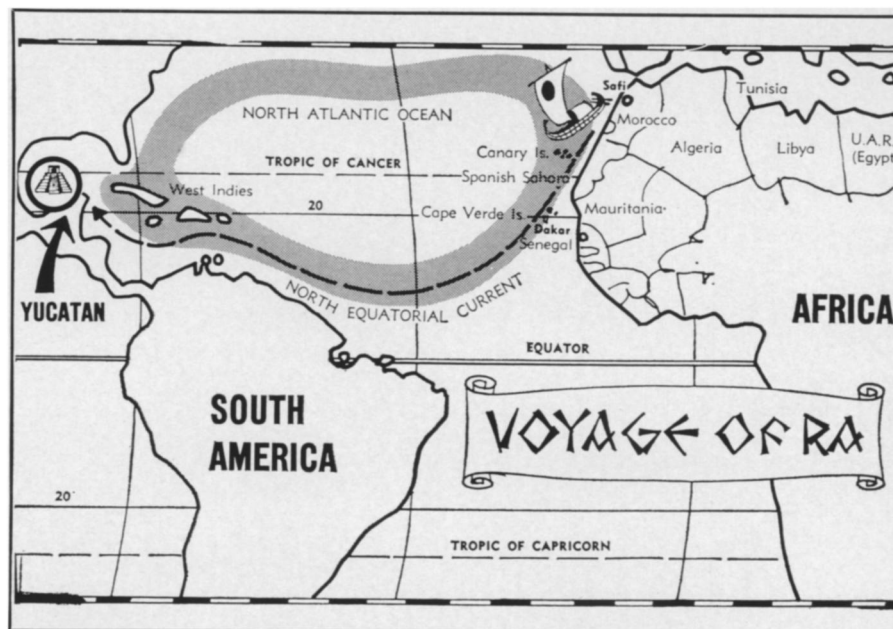 NORTH ATLANTIC OCEAN
Safi
Tunisia
Morocco
Algeria
Libya
U.A.R.
(Egypt
TROPIC OF CANCER
Canary Is.
Spanish Sahara
West Indies
20
Cape Verde Is.
Mauritania
Dakar
Senegal
YUCATAN
NORTH EQUATORIAL CURRENT
AFRICA
EQUATOR
SOUTH
AMERICA
VOYAGE OF RA
20
TROPIC OF CAPRICORN